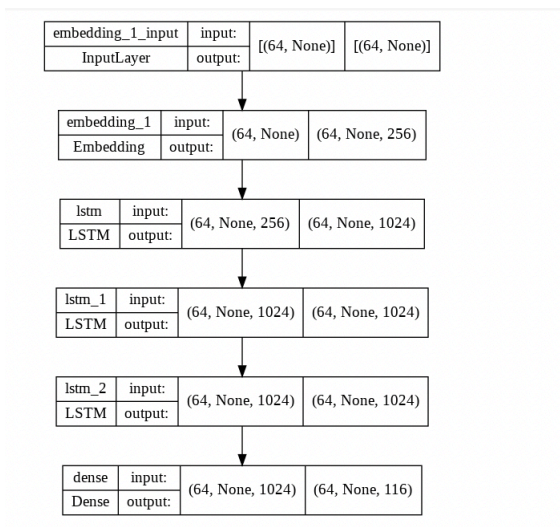 embedding_1_input input: [(64, None)] [(64, None)]
InputLayer output:
embedding_1 input: (64, None) (64, None, 256)
Embedding output:
lstm input: (64, None, 256) (64, None, 1024)
LSTM output:
lstm_1 input: (64, None, 1024) (64, None, 1024)
LSTM output:
lstm_2 input: (64, None, 1024) (64, None, 1024)
LSTM output:
dense input: (64, None, 1024) (64, None, 116)
Dense output: